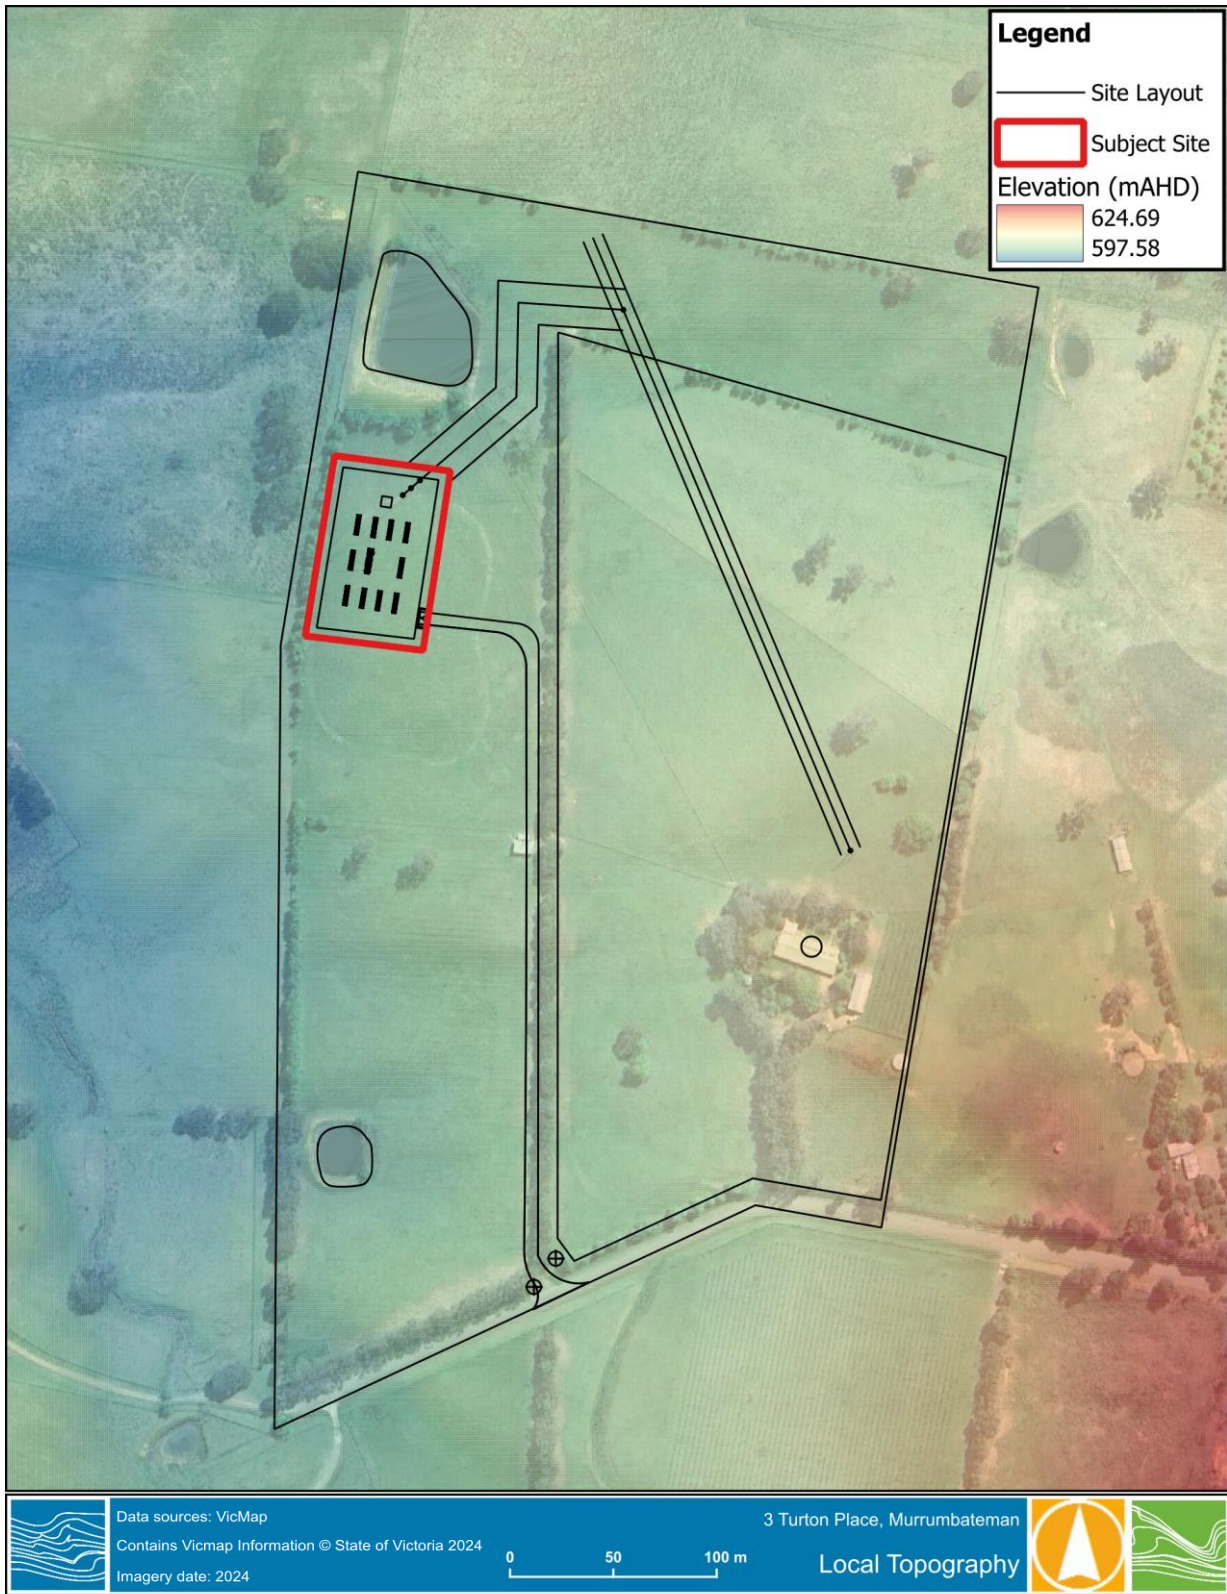 Legend
Site Layout
Subject Site
Elevation (mAHD)
624.69
597.58
Data sources: VicMap
Contains Vicmap Information © State of Victoria 2024
Imagery date: 2024
0 50 100 m
3 Turton Place, Murrumbateman
Local Topography